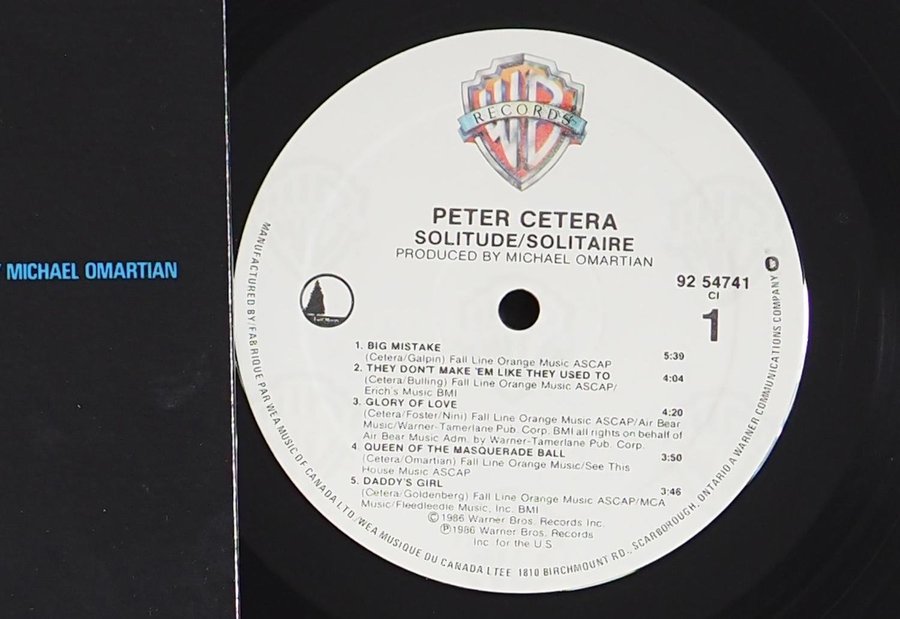 Y MICHAEL OMARTIAN
WB
RECORDS
PETER CETERA
SOLITUDE/SOLITAIRE
PRODUCED BY MICHAEL OMARTIAN
92 54741
CI
1
1. BIG MISTAKE 5:39
(Cetera/Galpin) Fall Line Orange Music ASCAP
2. THEY DON'T MAKE 'EM LIKE THEY USED TO 4:04
(Cetera/Bulling) Fall Line Orange Music ASCAP/
Erich's Music BMI
3. GLORY OF LOVE 4:20
(Cetera/Foster/Nini) Fall Line Orange Music ASCAP/Air Bear
Music/Warner-Tamerlane Pub. Corp. BMI all rights on behalf of
Air Bear Music Adm. by Warner-Tamerlane Pub. Corp.
4. QUEEN OF THE MASQUERADE BALL 3:50
(Cetera/Omartian) Fall Line Orange Music/See This
House Music ASCAP
5. DADDY'S GIRL 3:46
(Cetera/Goldenberg) Fall Line Orange Music ASCAP/MCA
Music/Fleedleedle Music, Inc. BMI
©1986 Warner Bros. Records Inc.
℗1986 Warner Bros. Records
Inc. for the U.S.
MANUFACTURED BY/FABRIQUE PAR WEA MUSIC OF CANADA LTD./WEA MUSIQUE DU CANADA LTEE 1810 BIRCHMOUNT RD., SCARBOROUGH, ONTARIO A WARNER COMMUNICATIONS COMPANY